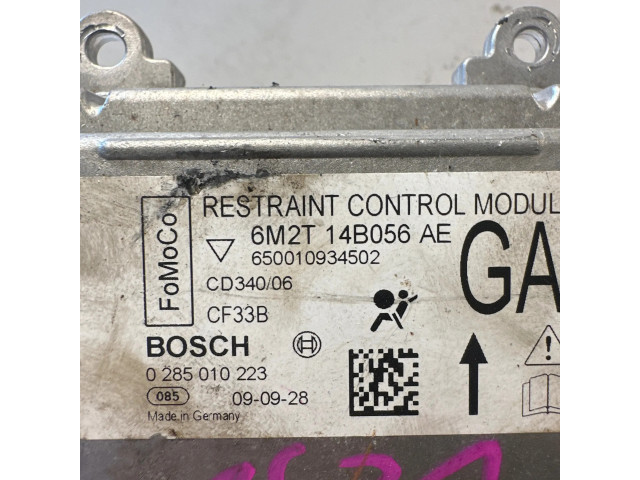 FoMoCo
RESTRAINT CONTROL MODUL
6M2T 14B056 AE
650010934502
GA
CD340/06
CF33B
BOSCH
0 285 010 223
085
09-09-28
Made in Germany